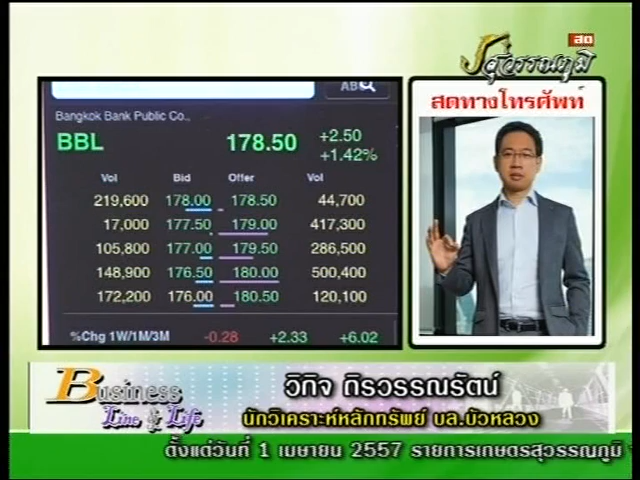 สด
สุวรรณภูมิ
AB
สดทางโทรศัพท์
Bangkok Bank Public Co.,
BBL 178.50 +2.50
+1.42%
Vol Bid Offer Vol
219,600 178.00 178.50 44,700
17,000 177.50 179.00 417,300
105,800 177.00 179.50 286,500
148,900 176.50 180.00 500,400
172,200 176.00 180.50 120,100
%Chg 1W/1M/3M -0.28 +2.33 +6.02
Business
Line & Life
วิกิจ ถิรวรรณรัตน์
นักวิเคราะห์หลักทรัพย์ บล.บัวหลวง
ตั้งแต่วันที่ 1 เมษายน 2557 รายการเกษตรสุวรรณภูมิ